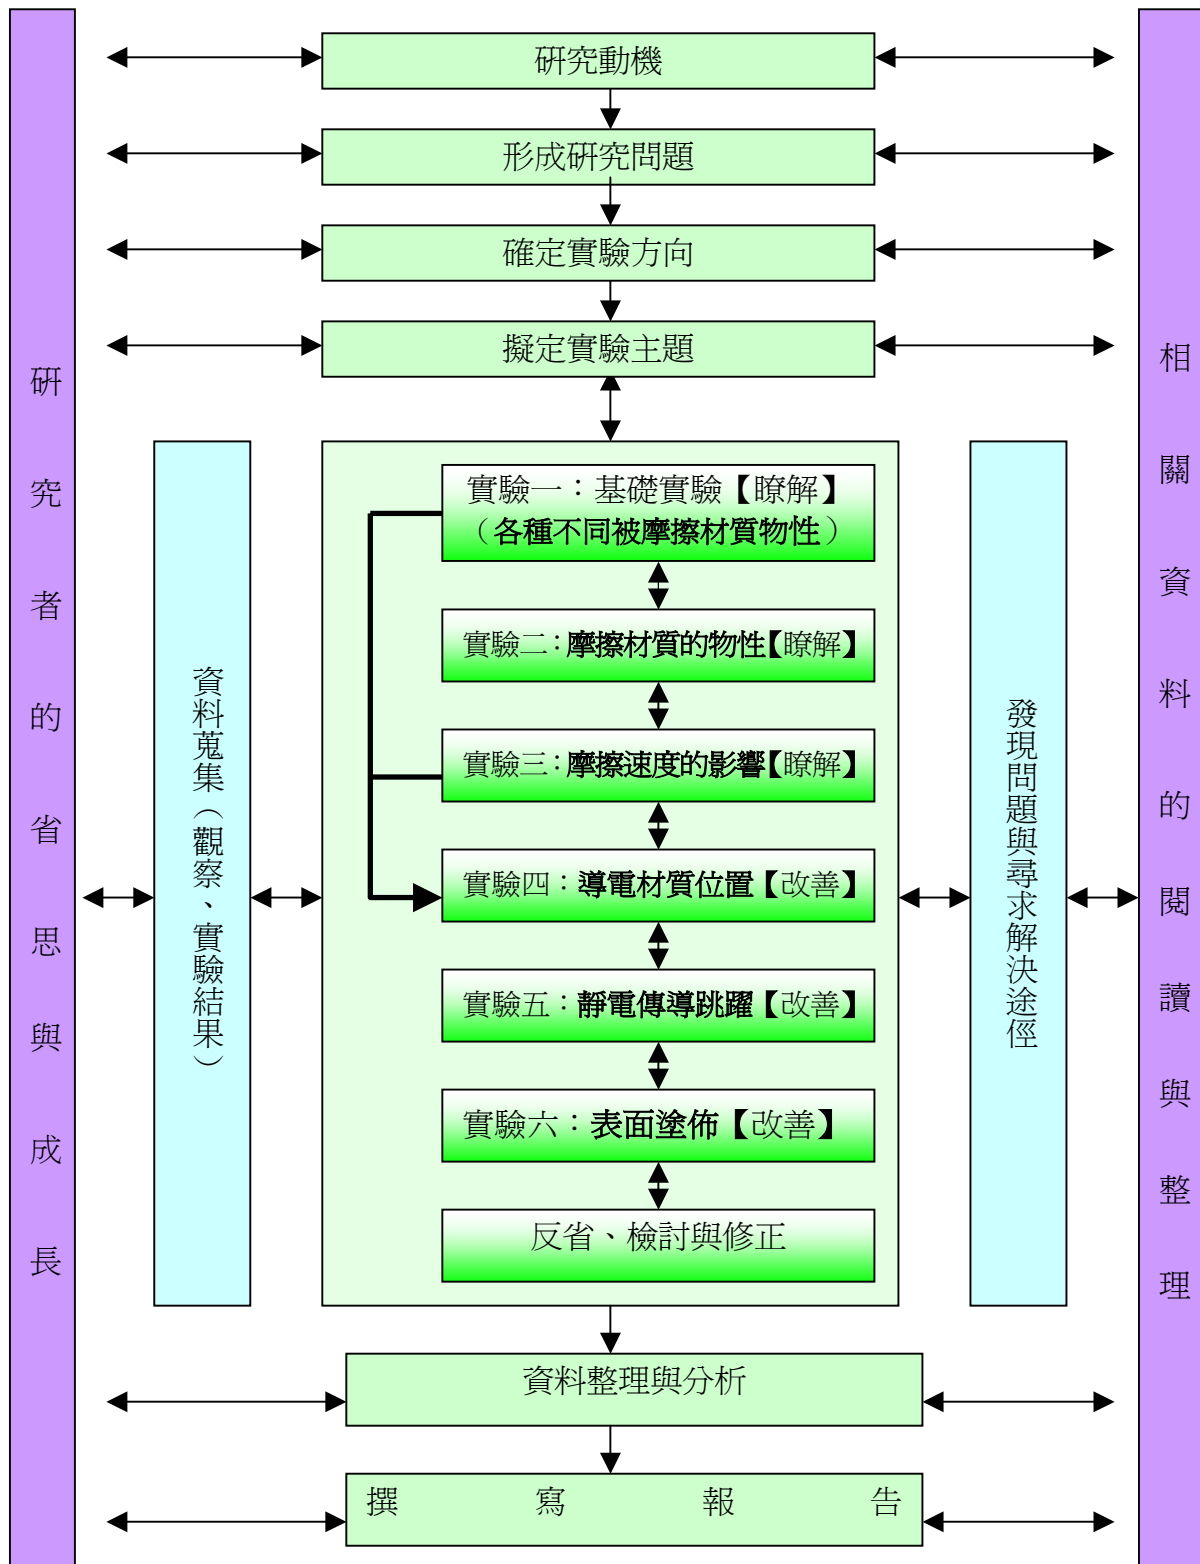 研究動機
形成研究問題
確定實驗方向
擬定實驗主題
研究者的省思與成長
資料蒐集（觀察、實驗結果）
實驗一：基礎實驗【瞭解】
（各種不同被摩擦材質物性）
實驗二：摩擦材質的物性【瞭解】
實驗三：摩擦速度的影響【瞭解】
實驗四：導電材質位置【改善】
實驗五：靜電傳導跳躍【改善】
實驗六：表面塗佈【改善】
反省、檢討與修正
發現問題與尋求解決途徑
相關資料的閱讀與整理
資料整理與分析
撰寫報告